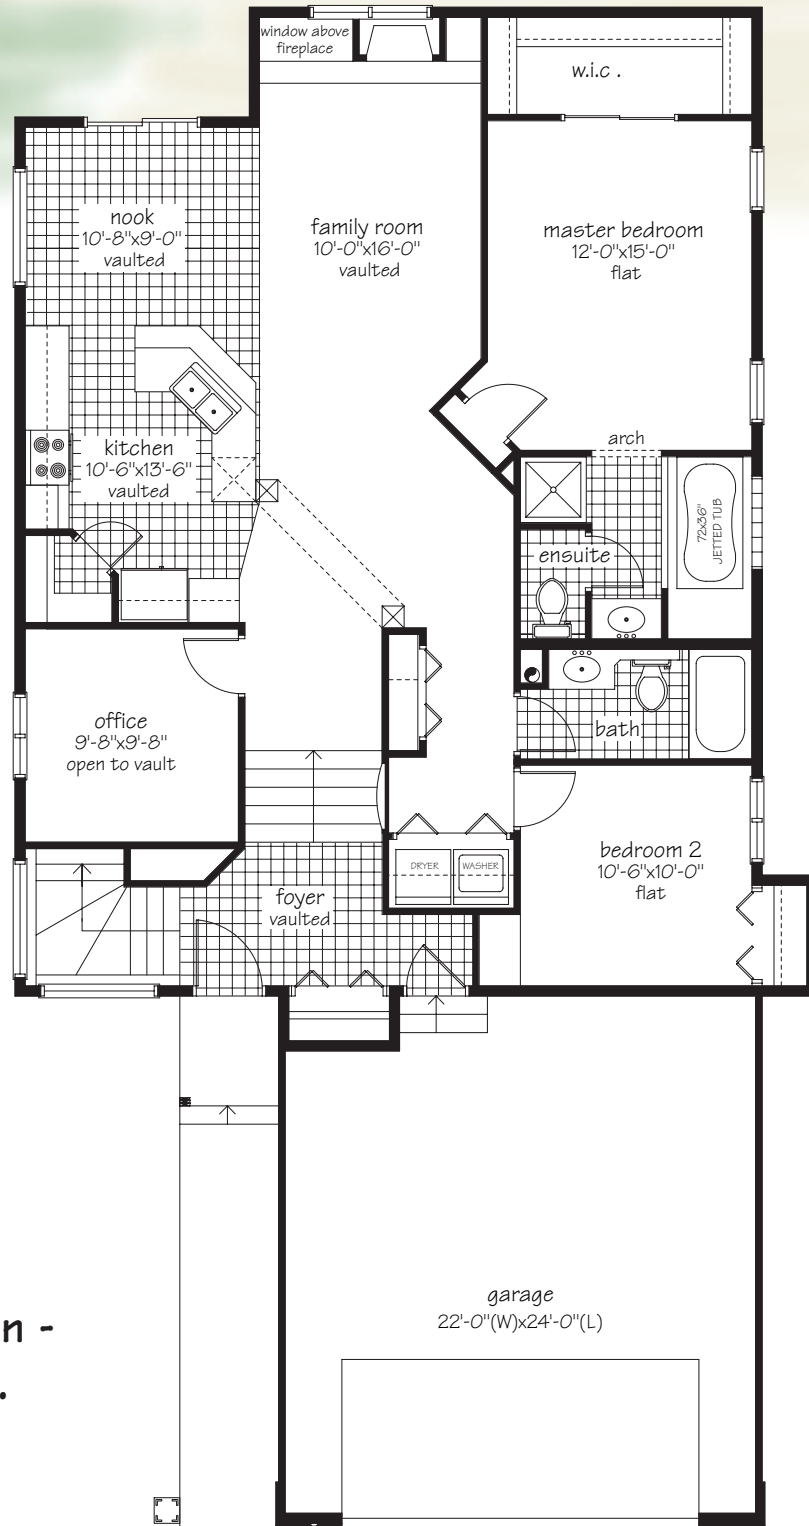 window above
fireplace
w.i.c .
nook
10'-8"x9'-0"
vaulted
family room
10'-0"x16'-0"
vaulted
master bedroom
12'-0"x15'-0"
flat
arch
kitchen
10'-6"x13'-6"
vaulted
72x36"
JETTED TUB
ensuite
office
9'-8"x9'-8"
open to vault
bath
bedroom 2
10'-6"x10'-0"
flat
DRYER
WASHER
foyer
vaulted
garage
22'-0"(W)x24'-0"(L)
n -
.